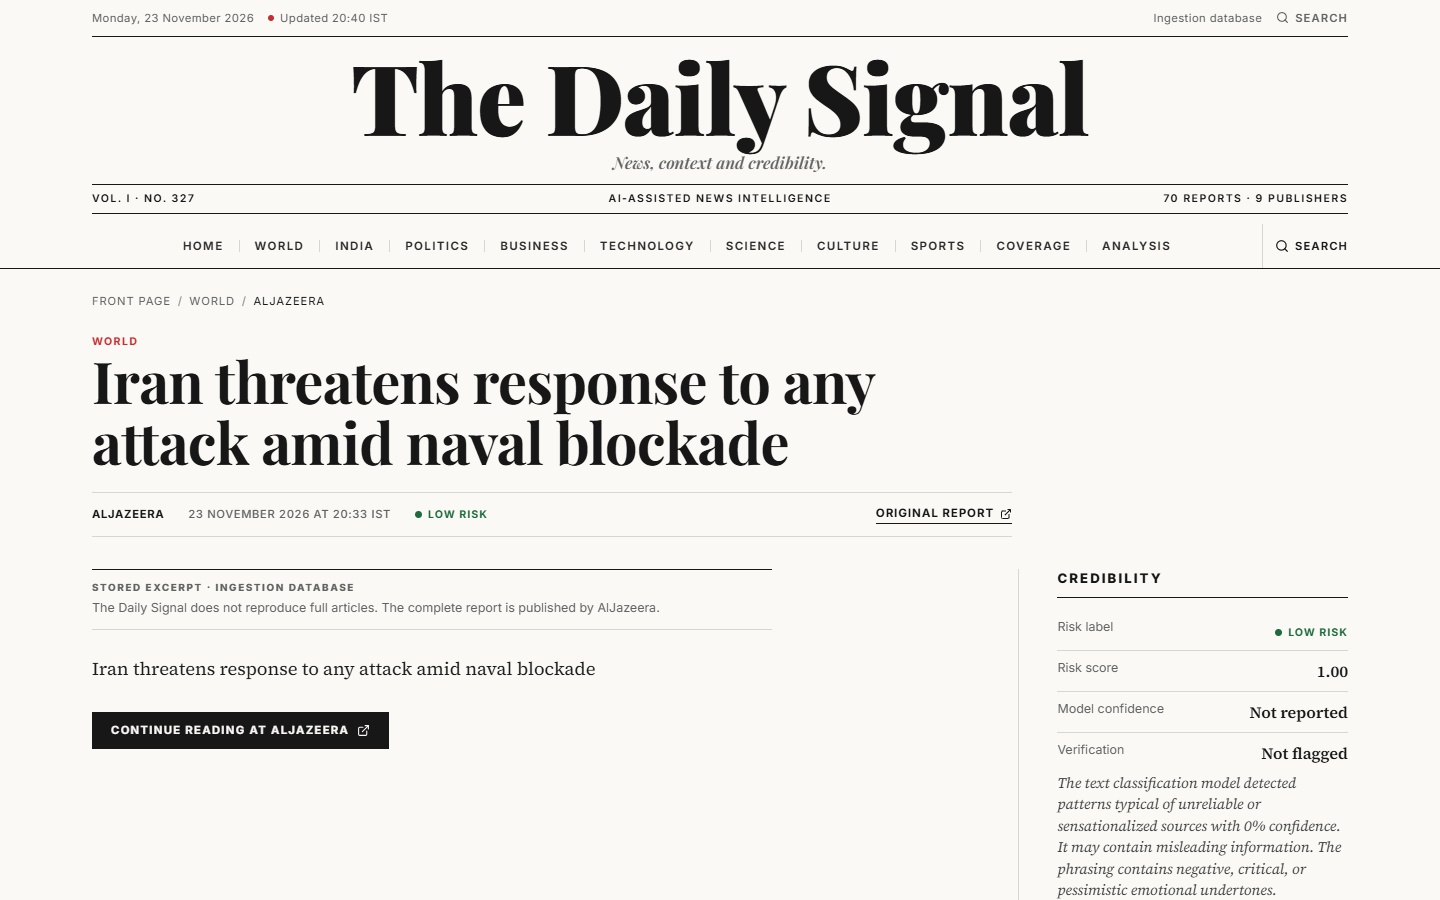 Monday, 23 November 2026 Updated 20:40 IST
Ingestion database SEARCH
The Daily Signal
News, context and credibility.
VOL. I · NO. 327
AI-ASSISTED NEWS INTELLIGENCE
70 REPORTS · 9 PUBLISHERS
HOME WORLD INDIA POLITICS BUSINESS TECHNOLOGY SCIENCE CULTURE SPORTS COVERAGE ANALYSIS SEARCH
FRONT PAGE / WORLD / ALJAZEERA
WORLD
Iran threatens response to any
attack amid naval blockade
ALJAZEERA 23 NOVEMBER 2026 AT 20:33 IST LOW RISK ORIGINAL REPORT
STORED EXCERPT · INGESTION DATABASE
The Daily Signal does not reproduce full articles. The complete report is published by AlJazeera.
Iran threatens response to any attack amid naval blockade
CONTINUE READING AT ALJAZEERA
CREDIBILITY
Risk label LOW RISK
Risk score 1.00
Model confidence Not reported
Verification Not flagged
The text classification model detected
patterns typical of unreliable or
sensationalized sources with 0% confidence.
It may contain misleading information. The
phrasing contains negative, critical, or
pessimistic emotional undertones.